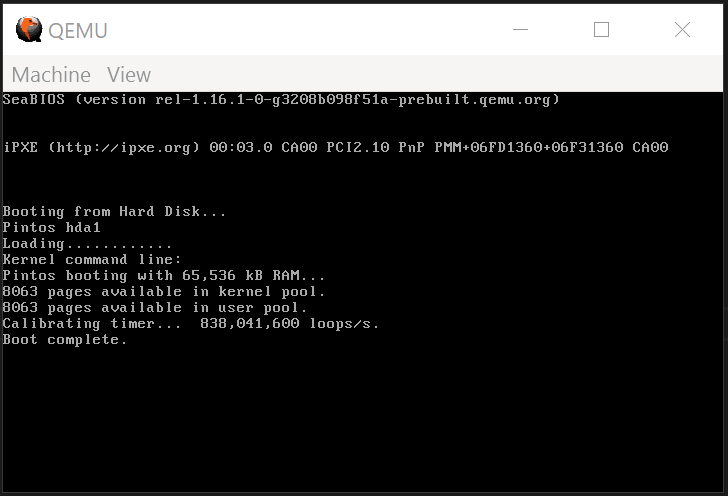 QEMU
Machine View
SeaBIOS (version rel-1.16.1-0-g3208b098f51a-prebuilt.qemu.org)
iPXE (http://ipxe.org) 00:03.0 CA00 PCI2.10 PnP PMM+06FD1360+06F31360 CA00
Booting from Hard Disk...
Pintos hda1
Loading............
Kernel command line:
Pintos booting with 65,536 kB RAM...
8063 pages available in kernel pool.
8063 pages available in user pool.
Calibrating timer...  838,041,600 loops/s.
Boot complete.